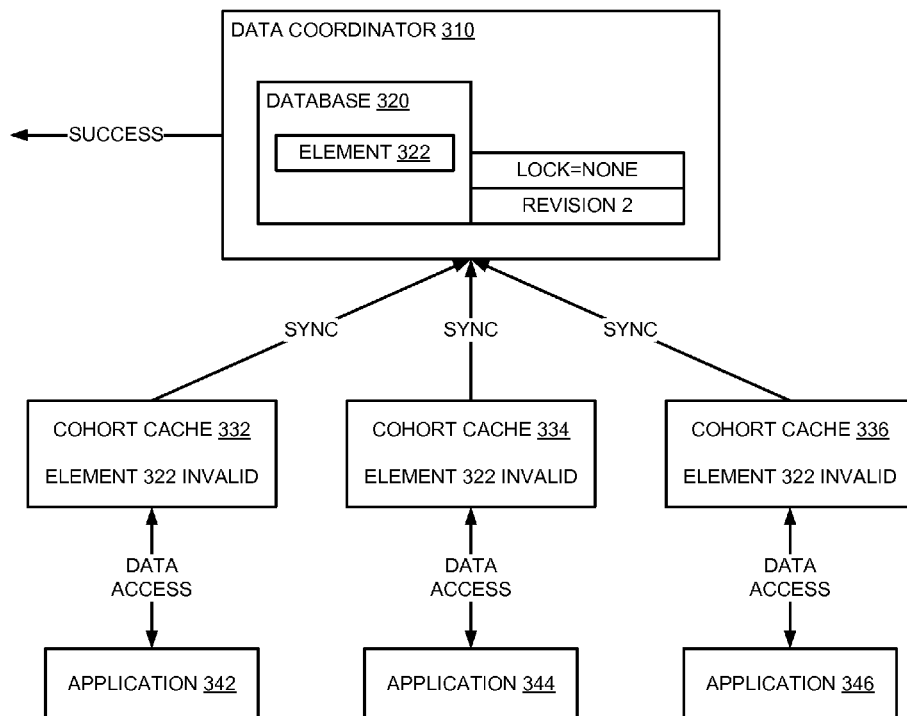 DATA COORDINATOR 310
DATABASE 320
SUCCESS
ELEMENT 322
LOCK=NONE
REVISION 2
SYNC
SYNC
SYNC
COHORT CACHE 332
ELEMENT 322 INVALID
COHORT CACHE 334
ELEMENT 322 INVALID
COHORT CACHE 336
ELEMENT 322 INVALID
DATA
ACCESS
DATA
ACCESS
DATA
ACCESS
APPLICATION 342
APPLICATION 344
APPLICATION 346